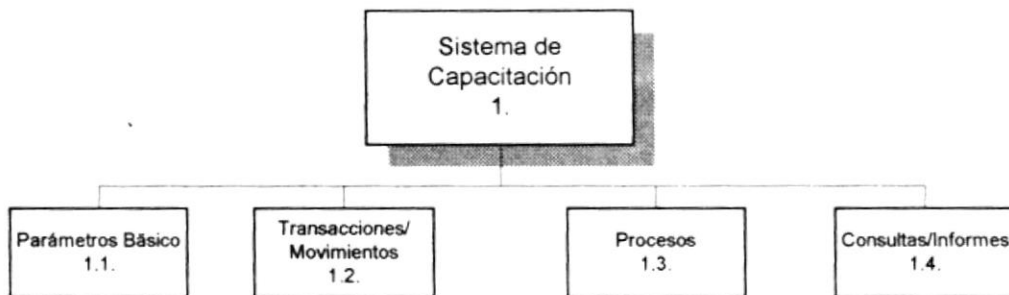 Sistema de
Capacitación
1.
Parámetros Básico
1.1.
Transacciones/
Movimientos
1.2.
Procesos
1.3.
Consultas/Informes
1.4.